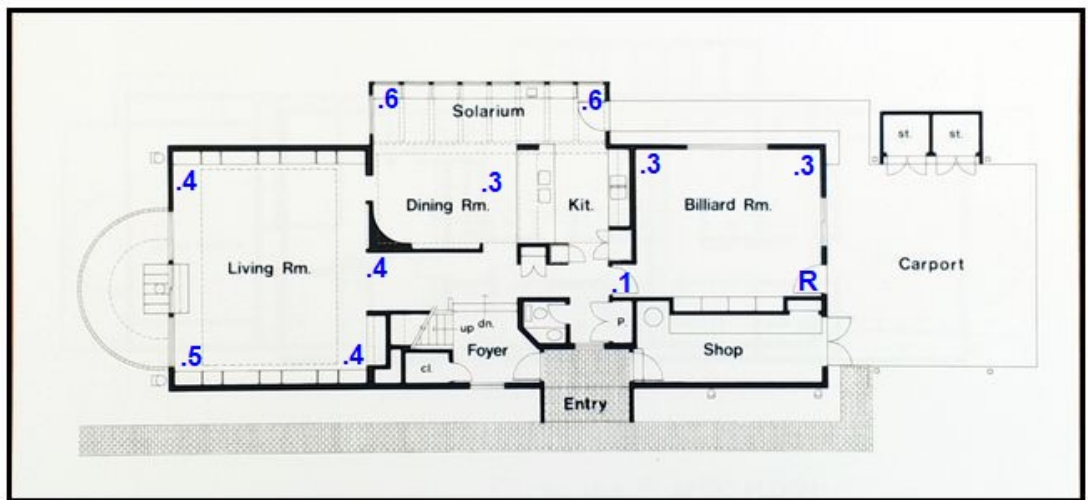 .6
.6
Solarium
st.
st.
.4
.3
.3
.3
Dining Rm.
Kit.
Billiard Rm.
Living Rm.
.4
Carport
.1
R
up
dn.
P.
.5
.4
Foyer
Shop
cl.
Entry